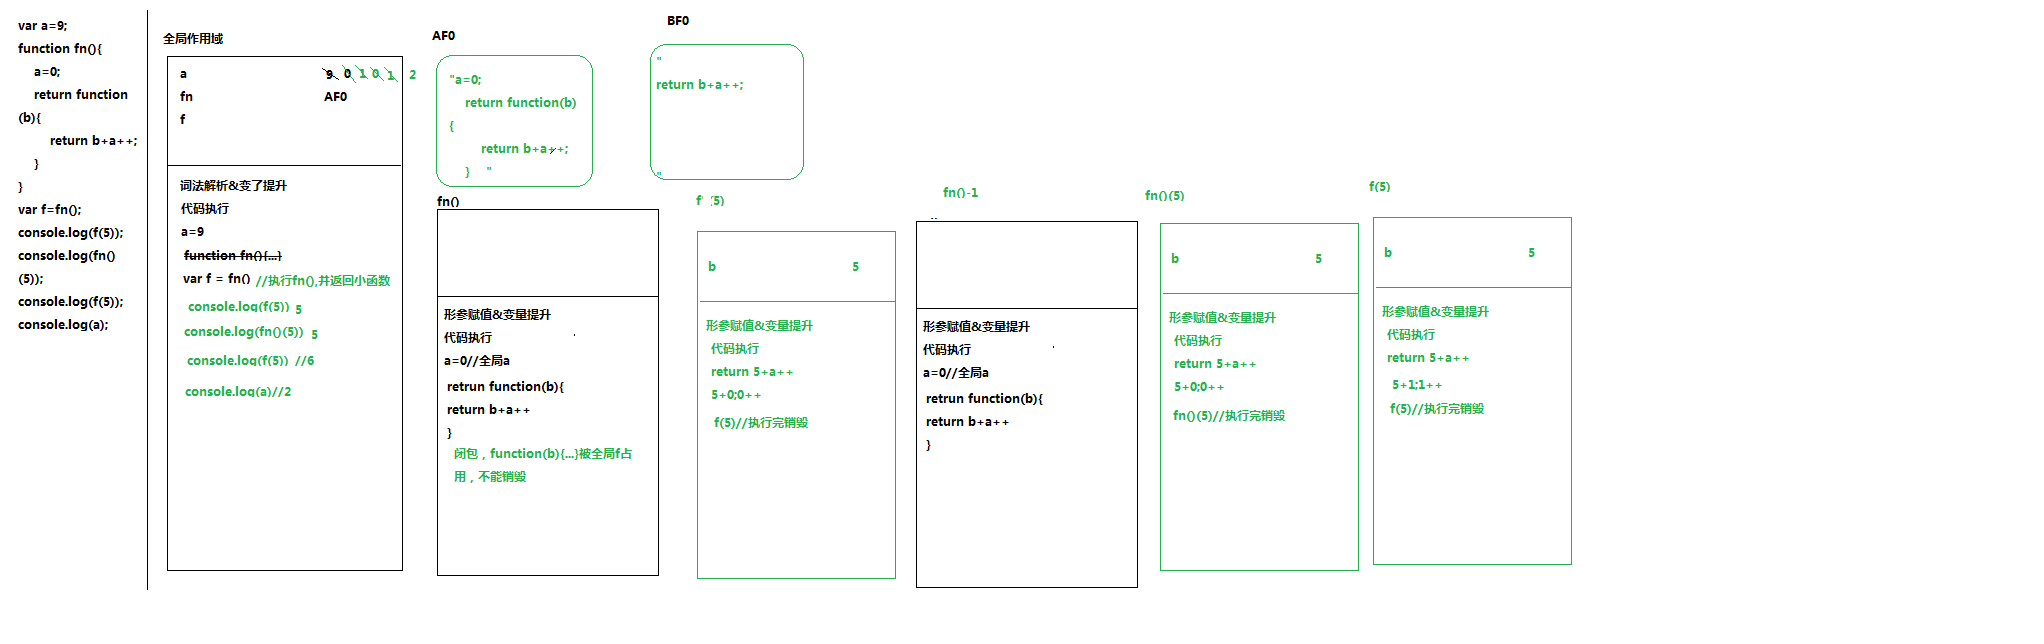 var a=9;
function fn(){
a=0;
return function
(b){
return b+a++;
}
}
var f=fn();
console.log(f(5));
console.log(fn()
(5));
console.log(f(5));
console.log(a);
全局作用域
a 9 0 1 0 1 2
fn AF0
f
词法解析&变了提升
代码执行
a=9
function fn(){...}
var f = fn() //执行fn(),并返回小函数
console.log(f(5)) 5
console.log(fn()(5)) 5
console.log(f(5)) //6
console.log(a)//2
AF0
"a=0;
return function(b)
{
return b+a++;
} "
BF0
"
return b+a++;
"
fn()
形参赋值&变量提升
代码执行
a=0//全局a
retrun function(b){
return b+a++
}
闭包，function(b){...}被全局f占
用，不能销毁
f (5)
b 5
形参赋值&变量提升
代码执行
return 5+a++
5+0;0++
f(5)//执行完销毁
fn()-1
形参赋值&变量提升
代码执行
a=0//全局a
retrun function(b){
return b+a++
}
fn()(5)
b 5
形参赋值&变量提升
代码执行
return 5+a++
5+0;0++
fn()(5)//执行完销毁
f(5)
b 5
形参赋值&变量提升
代码执行
return 5+a++
5+1;1++
f(5)//执行完销毁